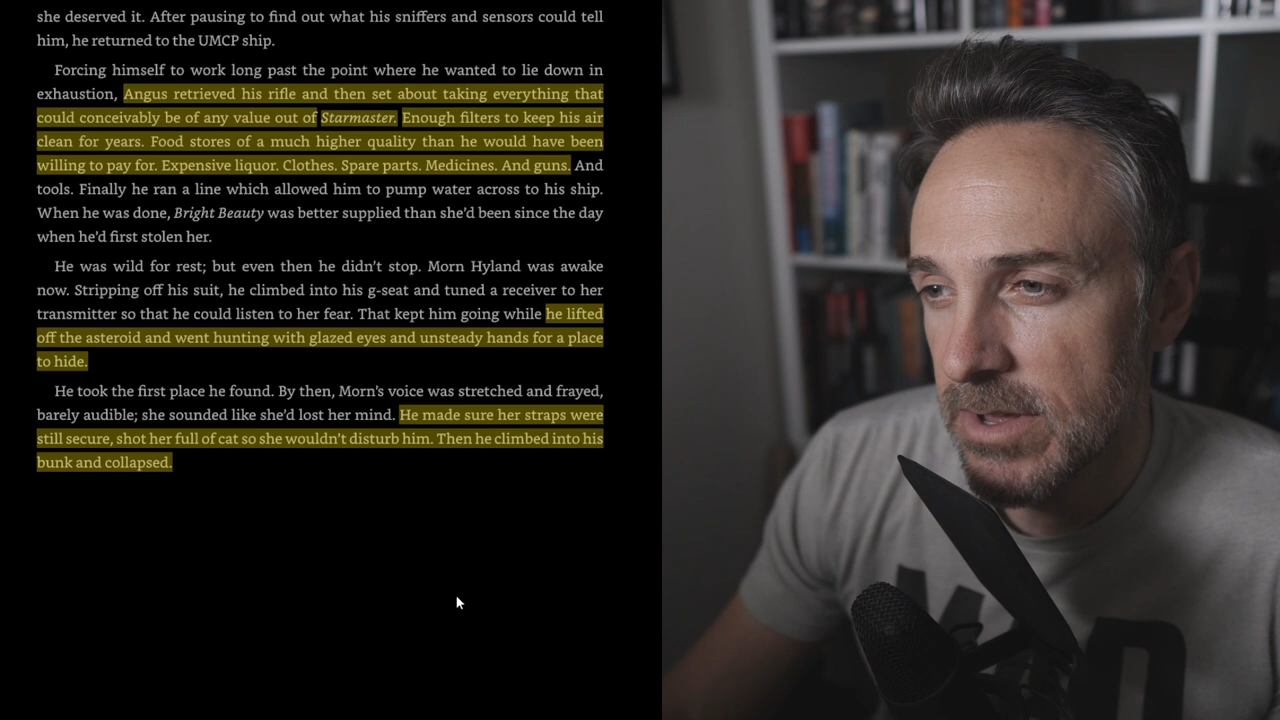 she deserved it. After pausing to find out what his sniffers and sensors could tell
him, he returned to the UMCP ship.
Forcing himself to work long past the point where he wanted to lie down in
exhaustion, Angus retrieved his rifle and then set about taking everything that
could conceivably be of any value out of Starmaster. Enough filters to keep his air
clean for years. Food stores of a much higher quality than he would have been
willing to pay for. Expensive liquor. Clothes. Spare parts. Medicines. And guns. And
tools. Finally he ran a line which allowed him to pump water across to his ship.
When he was done, Bright Beauty was better supplied than she’d been since the day
when he’d first stolen her.
He was wild for rest; but even then he didn’t stop. Morn Hyland was awake
now. Stripping off his suit, he climbed into his g-seat and tuned a receiver to her
transmitter so that he could listen to her fear. That kept him going while he lifted
off the asteroid and went hunting with glazed eyes and unsteady hands for a place
to hide.
He took the first place he found. By then, Morn’s voice was stretched and frayed,
barely audible; she sounded like she’d lost her mind. He made sure her straps were
still secure, shot her full of cat so she wouldn’t disturb him. Then he climbed into his
bunk and collapsed.